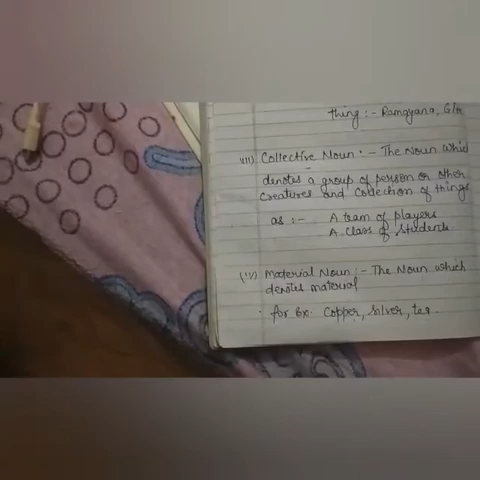 thing :- Ramayana, Git
(iii) Collective Noun :- The Noun which
denotes a group of person or other
creatures and Collection of things
as :- A team of players
A class of Students
(iv) Material Noun :- The Noun which
denotes material
for ex. Copper, Silver, tea.